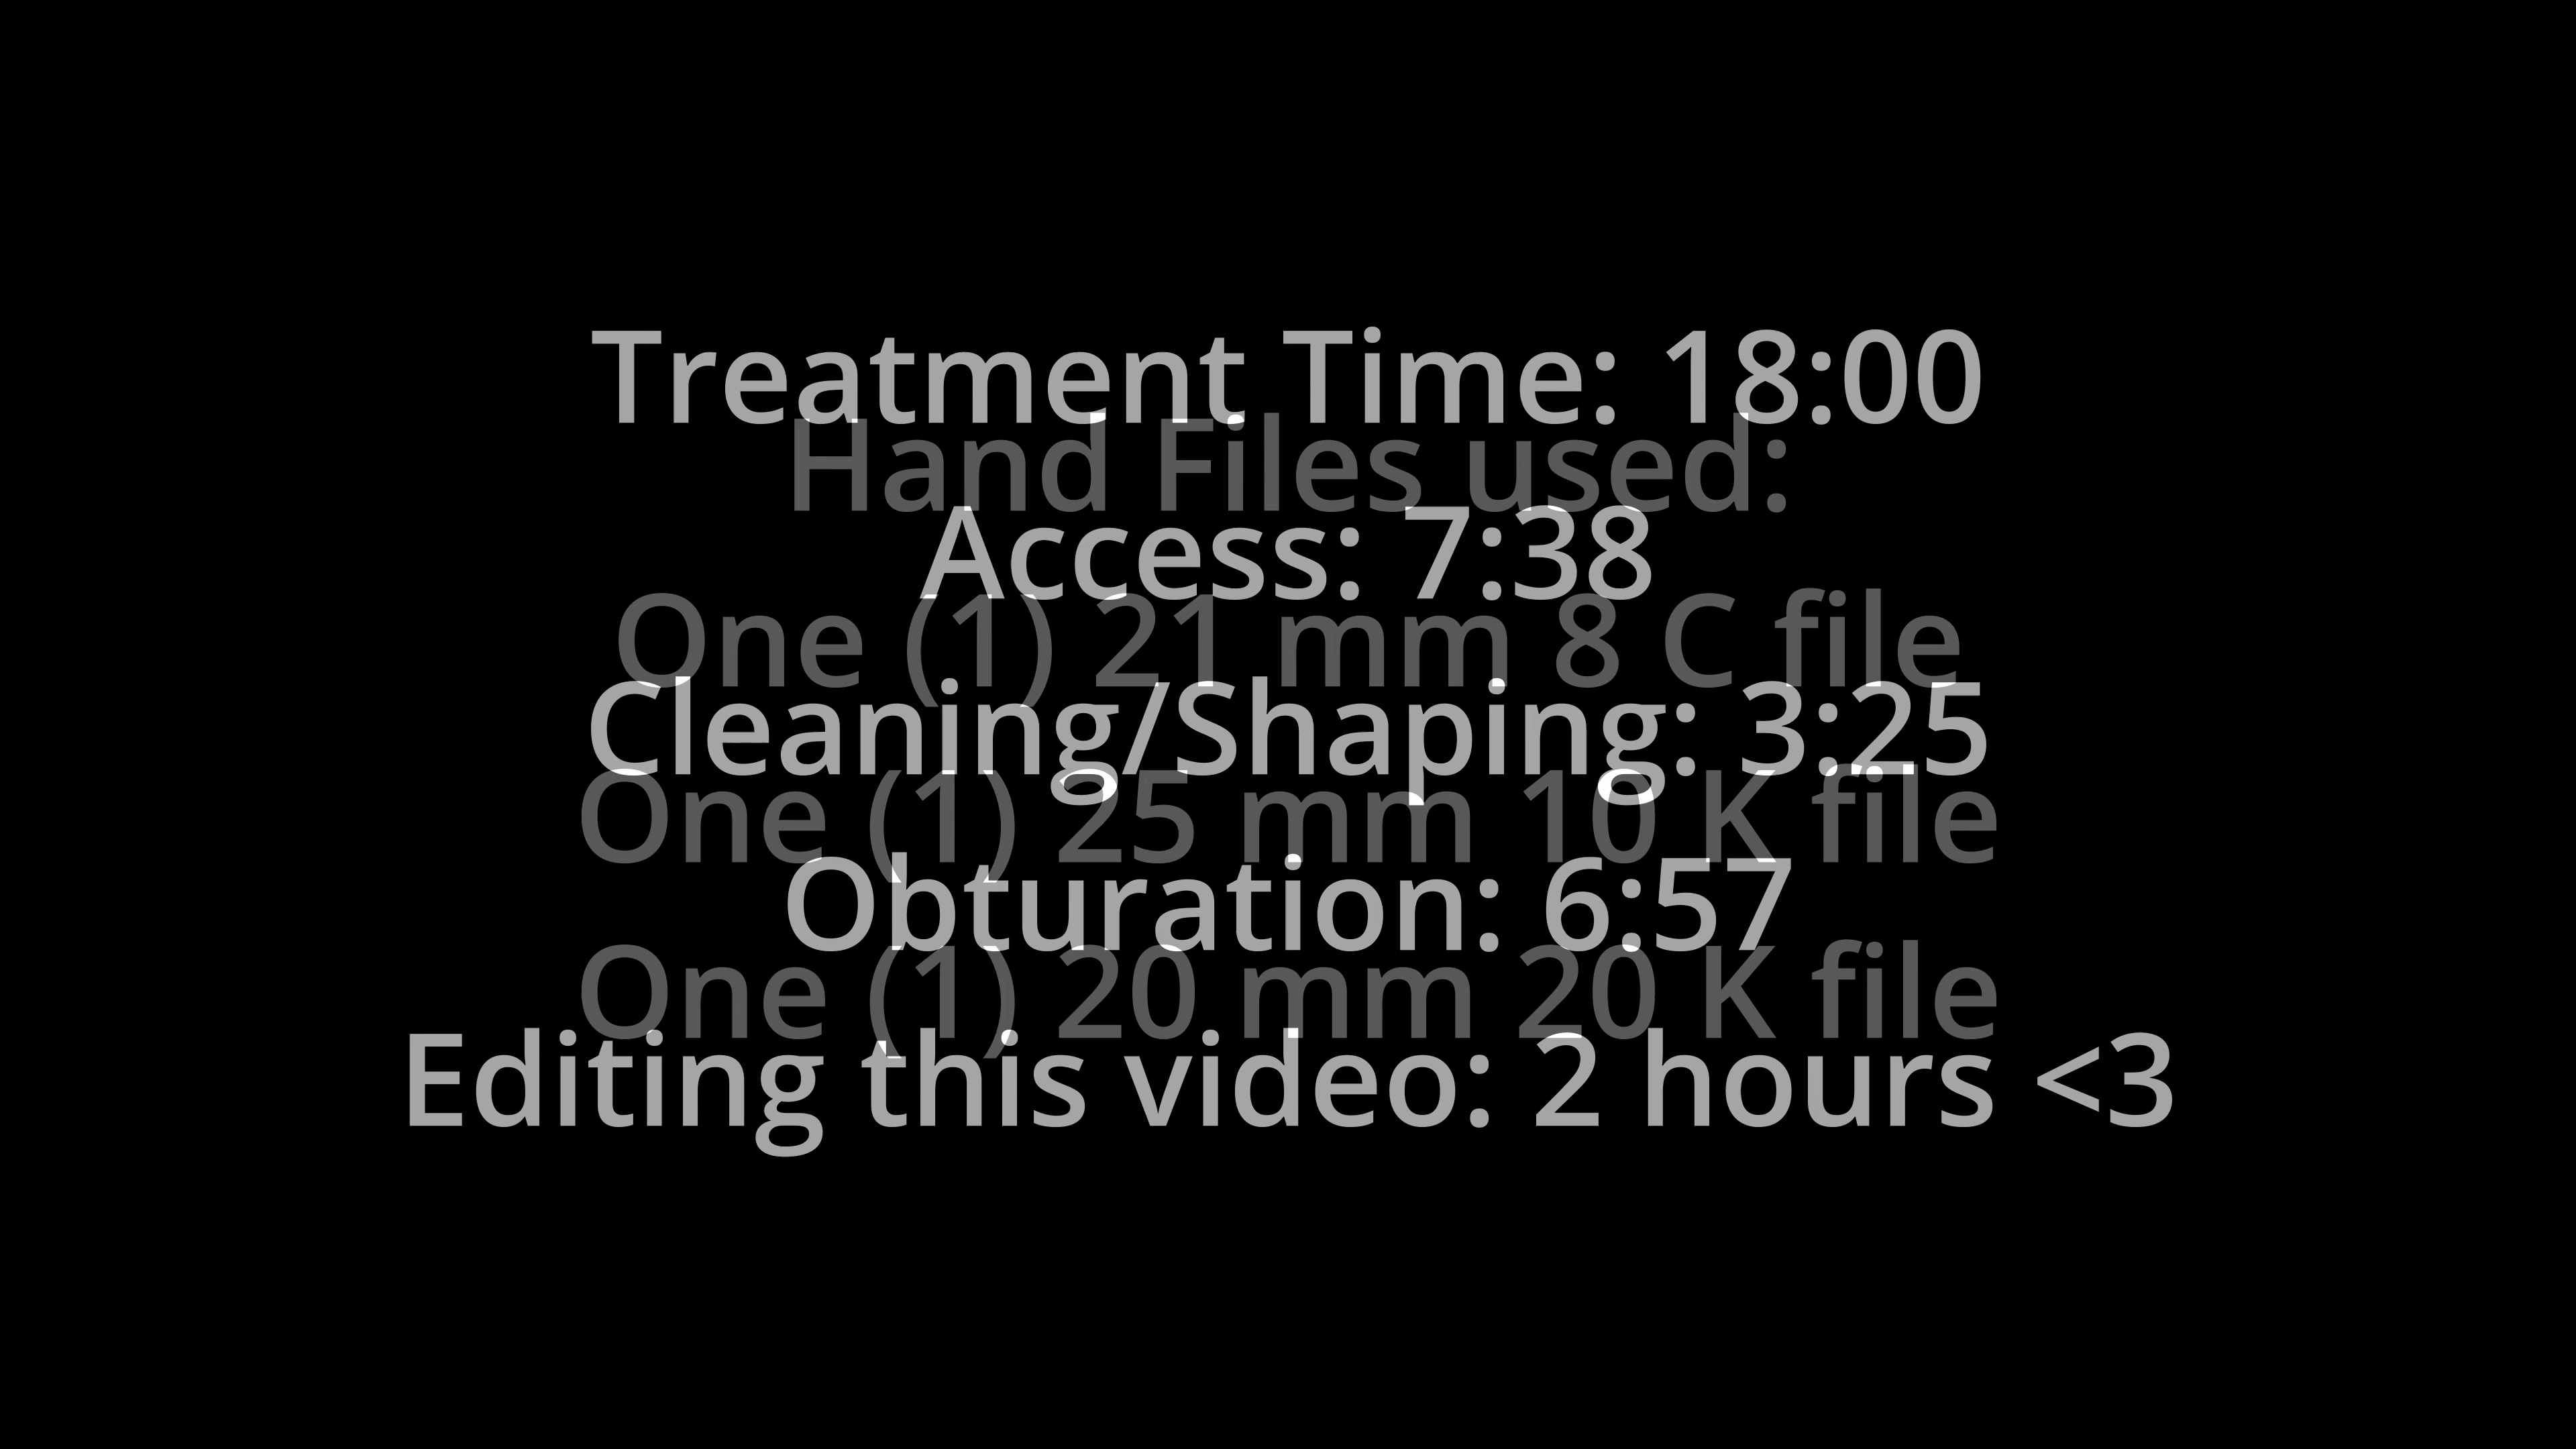 Treatment Time: 18:00
Hand Files used:
Access: 7:38
One (1) 21 mm 8 C file
Cleaning/Shaping: 3:25
One (1) 25 mm 10 K file
Obturation: 6:57
One (1) 20 mm 20 K file
Editing this video: 2 hours <3